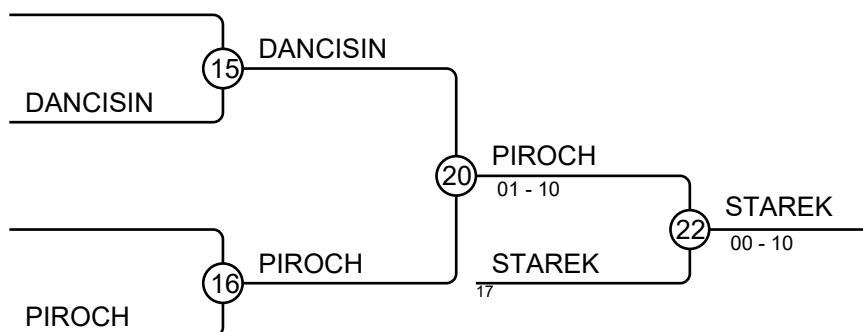 DANCISIN
15
DANCISIN
PIROCH
20
01 - 10
STAREK
22
00 - 10
PIROCH
16
STAREK
17
PIROCH